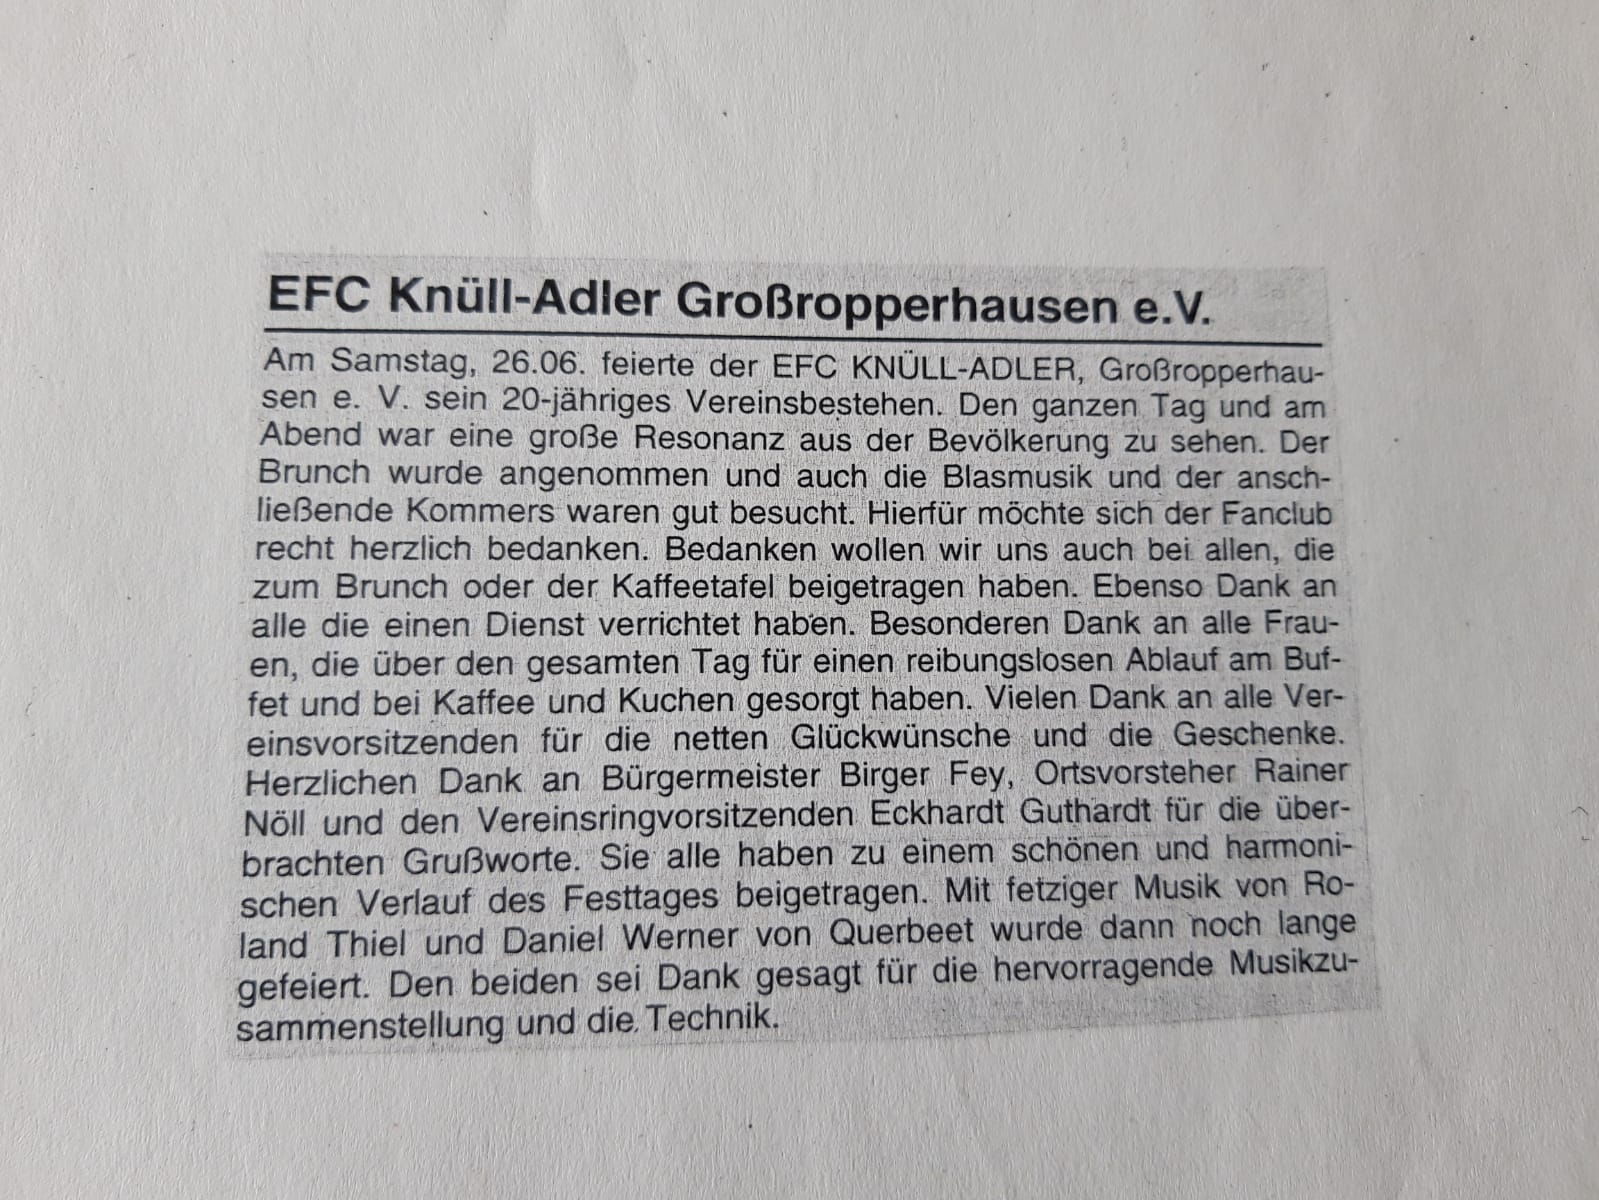 EFC Knüll-Adler Großropperhausen e.V.
Am Samstag, 26.06. feierte der EFC KNÜLL-ADLER, Großropperhau-
sen e. V. sein 20-jähriges Vereinsbestehen. Den ganzen Tag und am
Abend war eine große Resonanz aus der Bevölkerung zu sehen. Der
Brunch wurde angenommen und auch die Blasmusik und der ansch-
ließende Kommers waren gut besucht. Hierfür möchte sich der Fanclub
recht herzlich bedanken. Bedanken wollen wir uns auch bei allen, die
zum Brunch oder der Kaffeetafel beigetragen haben. Ebenso Dank an
alle die einen Dienst verrichtet haben. Besonderen Dank an alle Frau-
en, die über den gesamten Tag für einen reibungslosen Ablauf am Buf-
fet und bei Kaffee und Kuchen gesorgt haben. Vielen Dank an alle Ver-
einsvorsitzenden für die netten Glückwünsche und die Geschenke.
Herzlichen Dank an Bürgermeister Birger Fey, Ortsvorsteher Rainer
Nöll und den Vereinsringvorsitzenden Eckhardt Guthardt für die über-
brachten Grußworte. Sie alle haben zu einem schönen und harmoni-
schen Verlauf des Festtages beigetragen. Mit fetziger Musik von Ro-
land Thiel und Daniel Werner von Querbeet wurde dann noch lange
gefeiert. Den beiden sei Dank gesagt für die hervorragende Musikzu-
sammenstellung und die Technik.